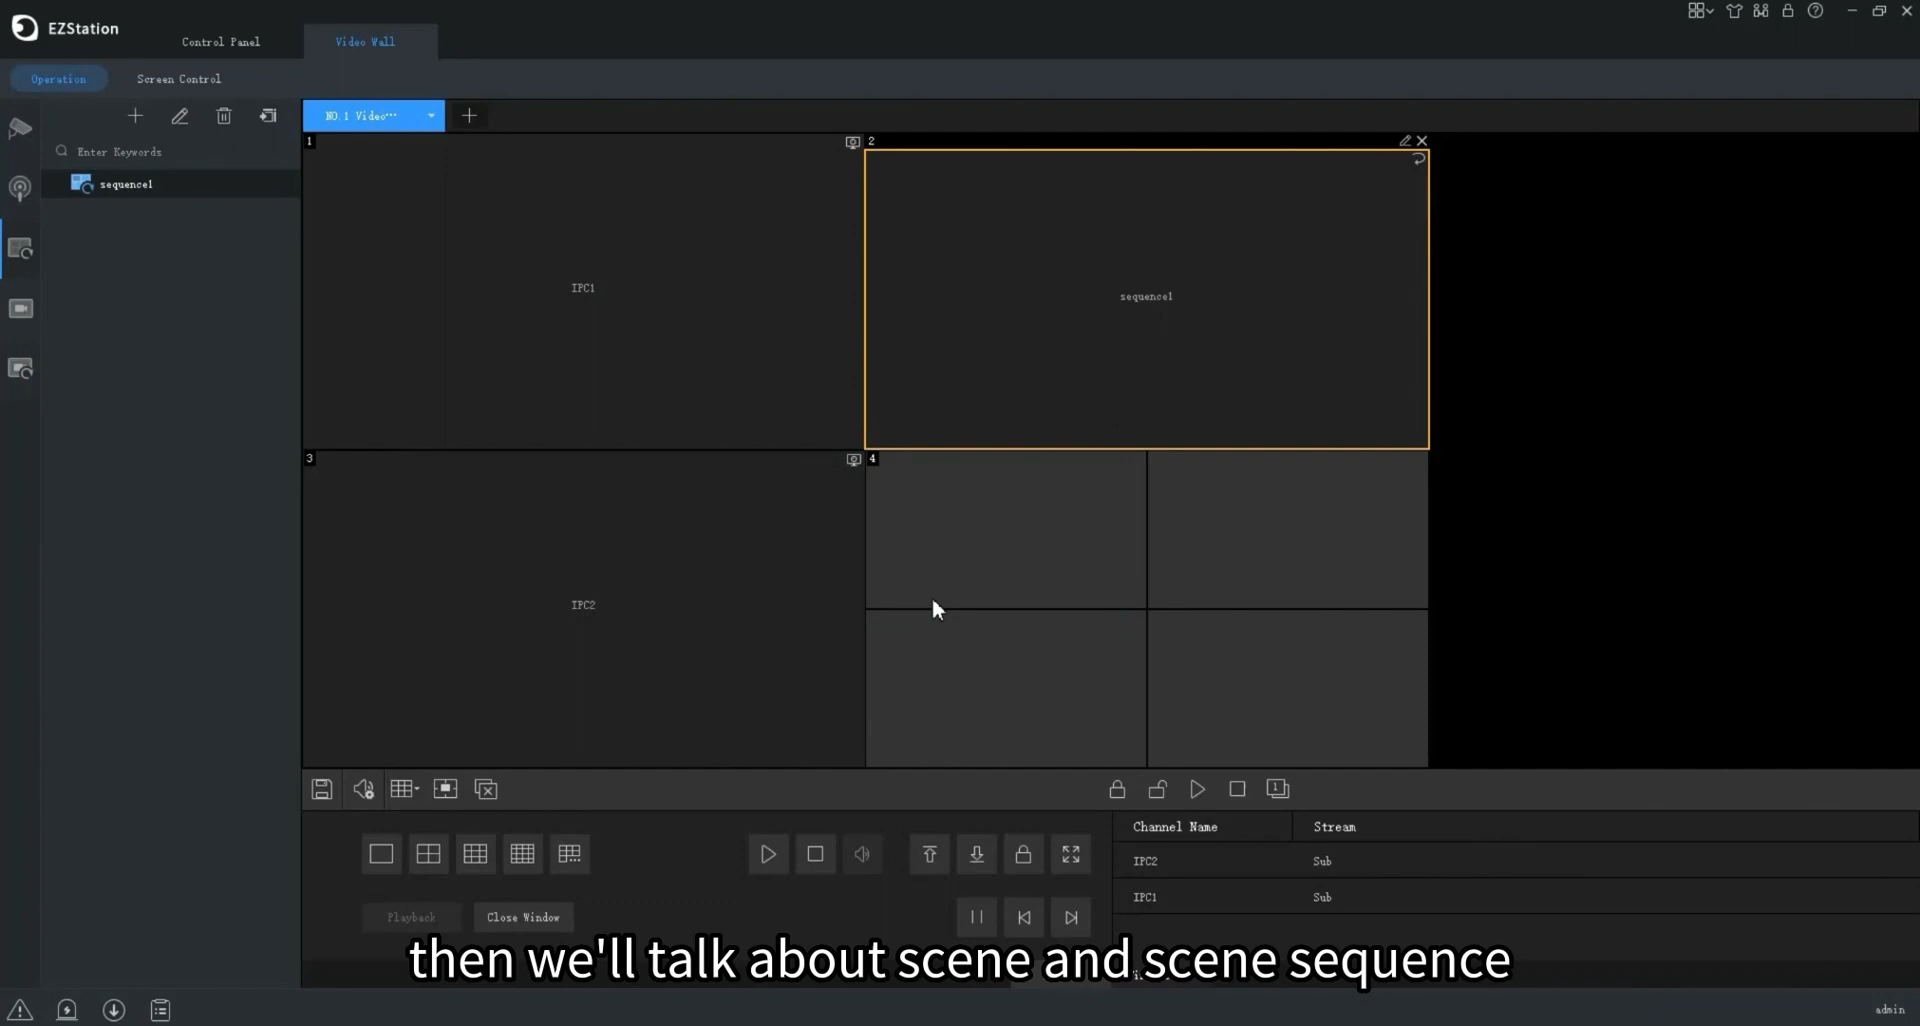 EZStation
Control Panel
Video Wall
Operation
Screen Control
Enter Keywords
sequence1
NO.1 Video···
1
2
IPC1
sequence1
3
4
IPC2
1
Channel Name
Stream
IPC2
Sub
IPC1
Sub
Playback
Close Window
then we'll talk about scene and scene sequence
admin